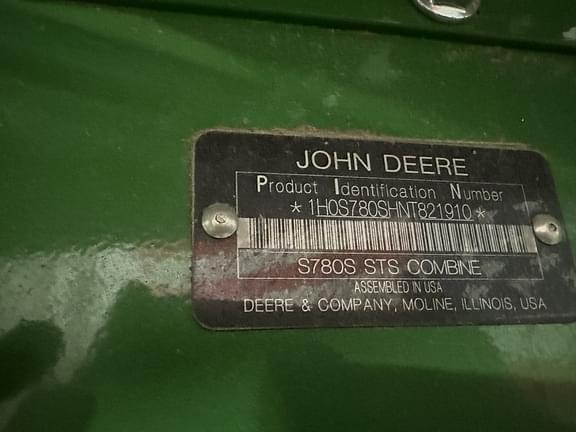 JOHN DEERE
Product Identification Number
*1H0S780SHNT821910*
S780S STS COMBINE
ASSEMBLED IN USA
DEERE & COMPANY, MOLINE, ILLINOIS, USA